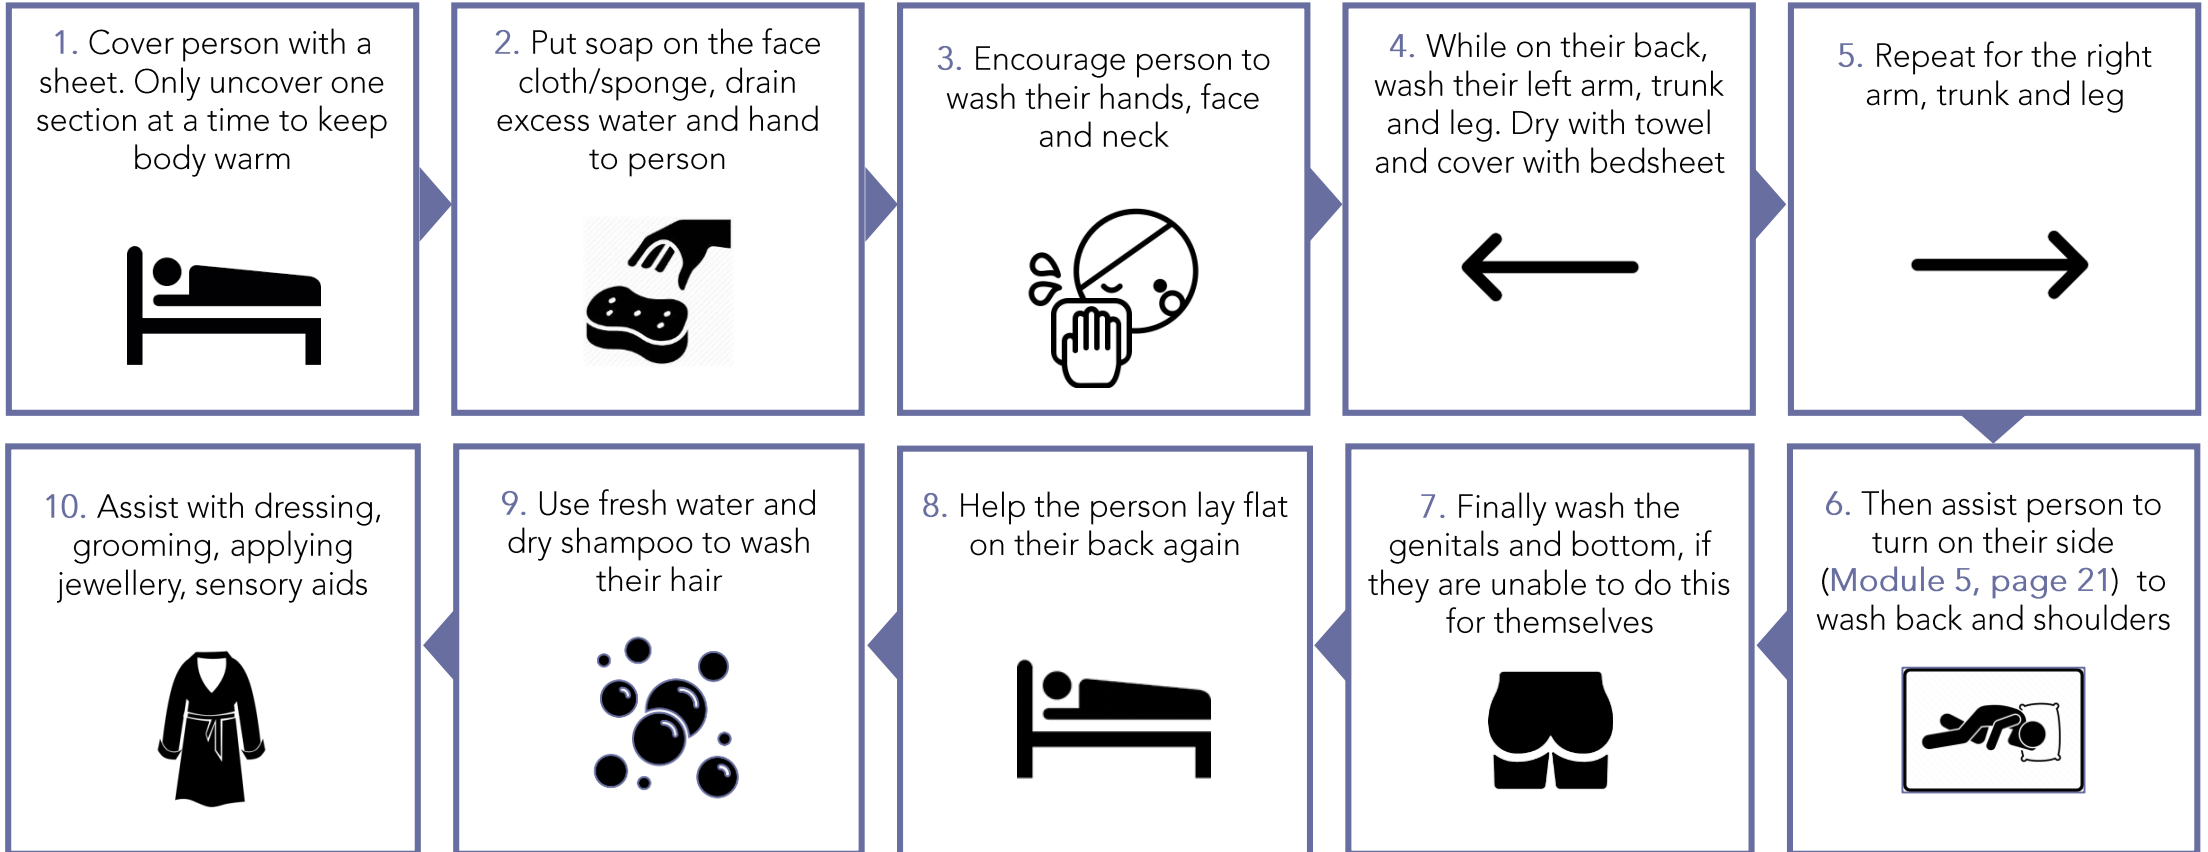 1. Cover person with a
sheet. Only uncover one
section at a time to keep
body warm
2. Put soap on the face
cloth/sponge, drain
excess water and hand
to person
3. Encourage person to
wash their hands, face
and neck
4. While on their back,
wash their left arm, trunk
and leg. Dry with towel
and cover with bedsheet
5. Repeat for the right
arm, trunk and leg
6. Then assist person to
turn on their side
(Module 5, page 21) to
wash back and shoulders
7. Finally wash the
genitals and bottom, if
they are unable to do this
for themselves
8. Help the person lay flat
on their back again
9. Use fresh water and
dry shampoo to wash
their hair
10. Assist with dressing,
grooming, applying
jewellery, sensory aids